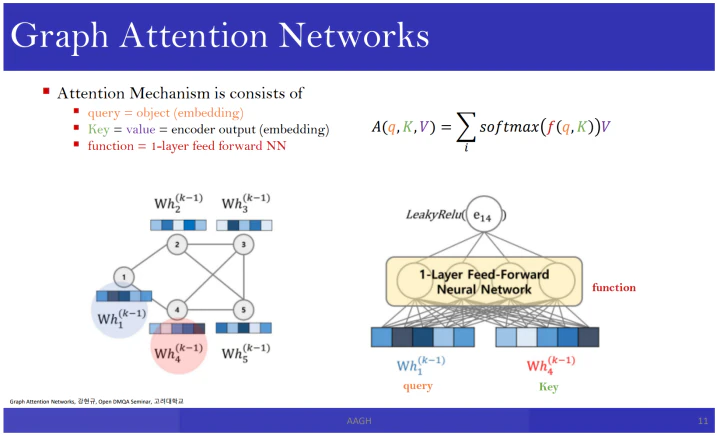 Graph Attention Networks
Attention Mechanism is consists of
query = object (embedding)
Key = value = encoder output (embedding)
function = 1-layer feed forward NN
A(q, K, V) = ∑ softmax(f(q, K))V
i
Wh₂^(k−1) Wh₃^(k−1)
2 3
1
4 5
Wh₁^(k−1)
Wh₄^(k−1) Wh₅^(k−1)
LeakyRelu( e₁₄ )
1-Layer Feed-Forward
Neural Network
function
Wh₁^(k−1) Wh₄^(k−1)
query Key
Graph Attention Networks, 강현규, Open DMQA Seminar, 고려대학교
AAGH 11